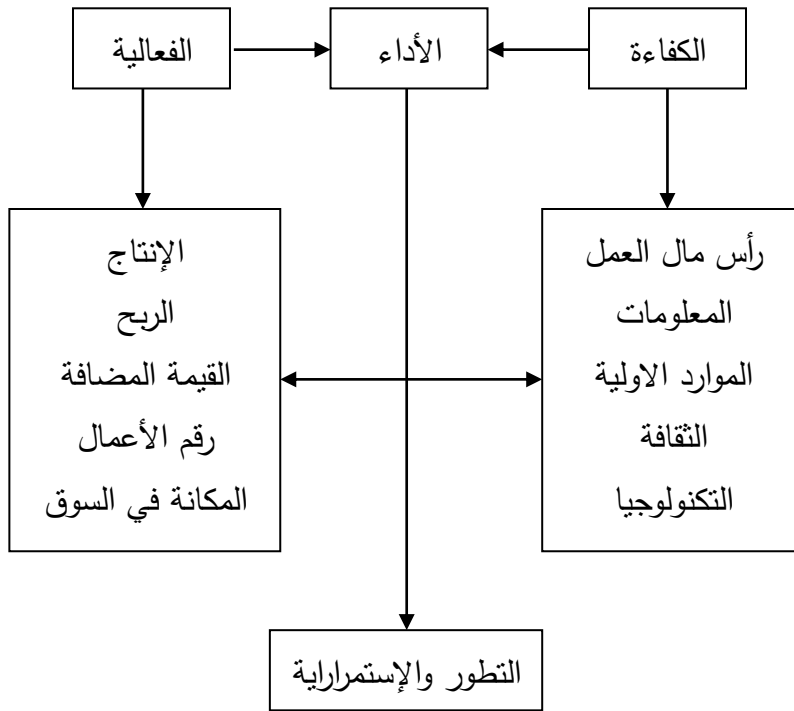 الكفاءة
الأداء
الفعالية
رأس مال العمل
المعلومات
الموارد الاولية
الثقافة
التكنولوجيا
الإنتاج
الربح
القيمة المضافة
رقم الأعمال
المكانة في السوق
التطور والإستمراراية